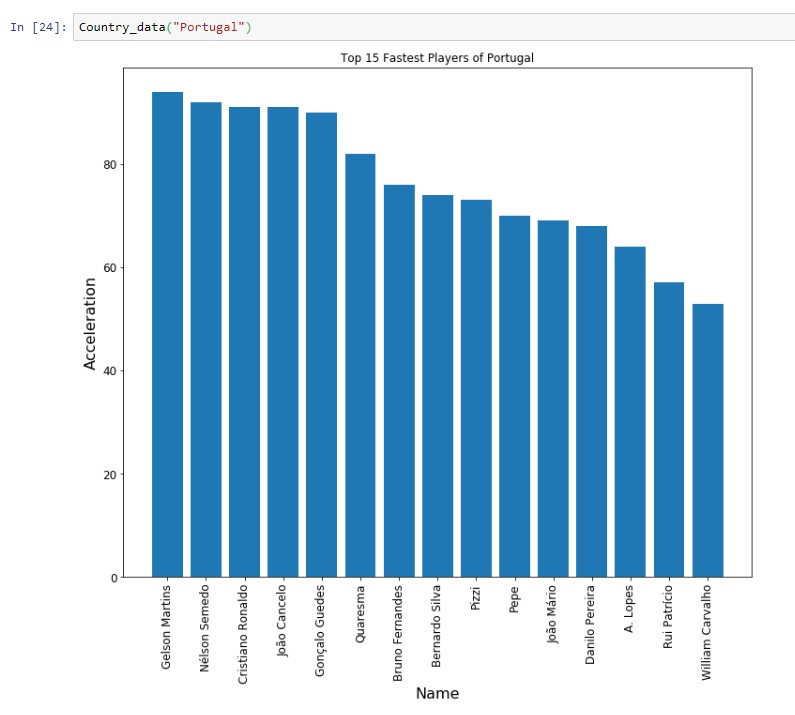 In [24]: Country_data("Portugal")
Top 15 Fastest Players of Portugal
80
60
40
20
0
Acceleration
Gelson Martins
Nélson Semedo
Cristiano Ronaldo
João Cancelo
Gonçalo Guedes
Quaresma
Bruno Fernandes
Bernardo Silva
Pizzi
Pepe
João Mário
Danilo Pereira
A. Lopes
Rui Patrício
William Carvalho
Name